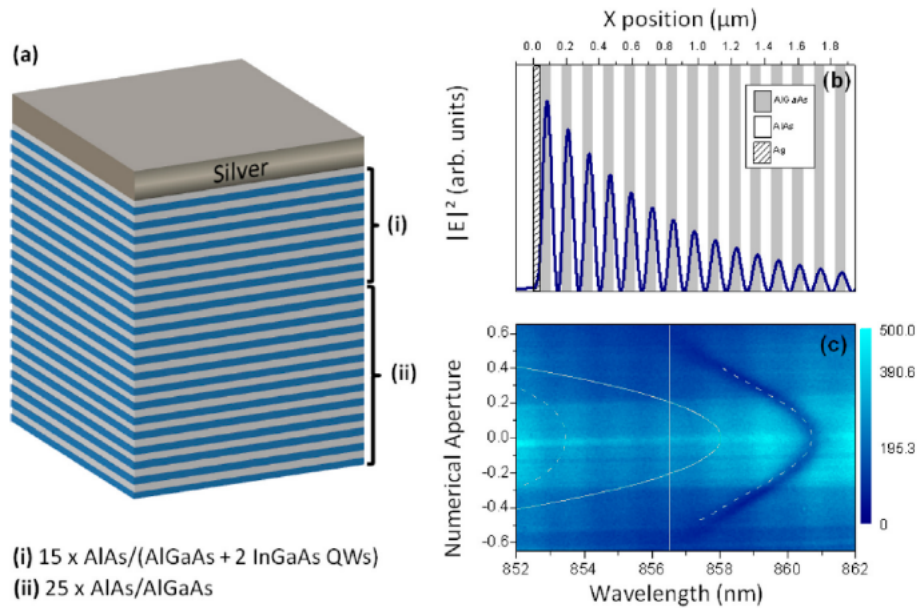 (a)
Silver
(i)
(ii)
(i) 15 x AlAs/(AlGaAs + 2 InGaAs QWs)
(ii) 25 x AlAs/AlGaAs
X position (μm)
0.0 0.2 0.4 0.6 0.8 1.0 1.2 1.4 1.6 1.8
(b)
AlGaAs
AlAs
Ag
|E|² (arb. units)
(c)
0.6
0.4
0.2
0.0
-0.2
-0.4
-0.6
Numerical Aperture
852 854 856 858 860 862
Wavelength (nm)
500.0
390.6
195.3
0